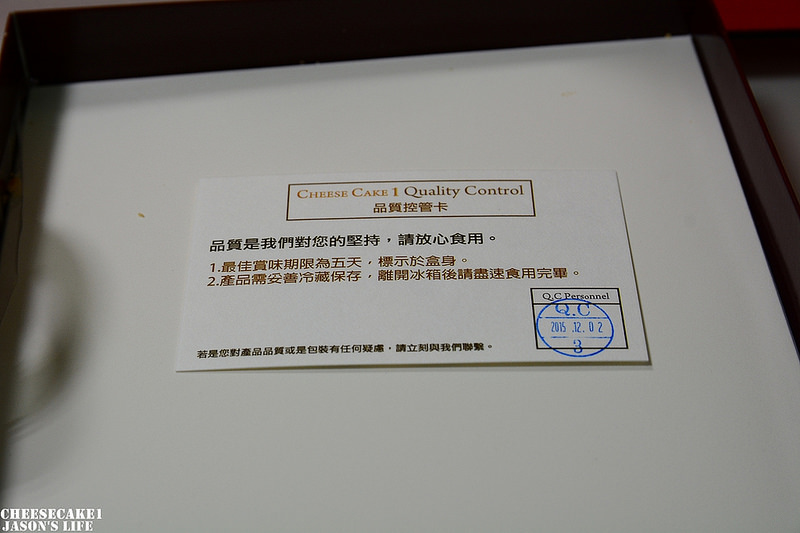 CHEESE CAKE 1 Quality Control
品質控管卡
品質是我們對您的堅持，請放心食用。
1.最佳賞味期限為五天，標示於盒身。
2.產品需妥善冷藏保存，離開冰箱後請盡速食用完畢。
Q.C Personnel
Q.C
2015.12.02
3
若是您對產品品質或是包裝有任何疑慮，請立刻與我們聯繫。
CHEESECAKE1
JASON'S LIFE